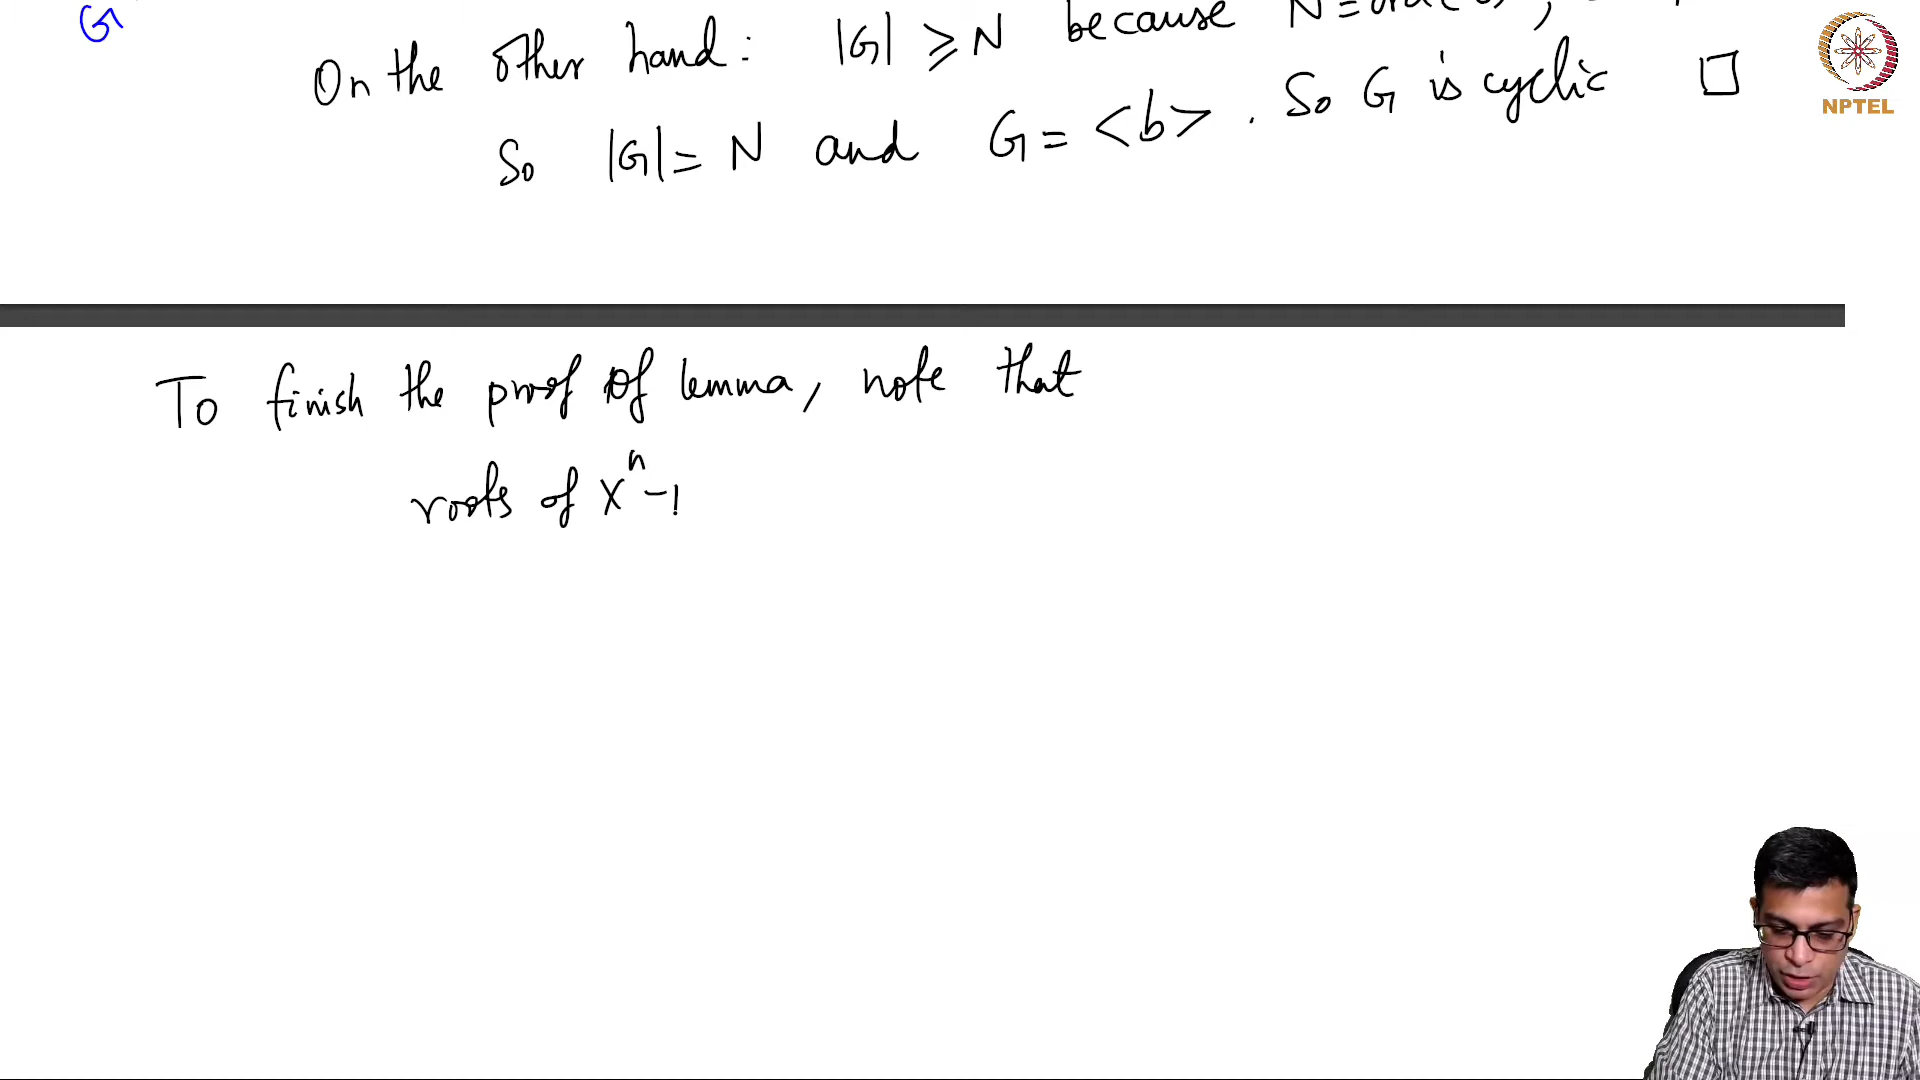 G
On the other hand: |G| ⩾ N because N =
So |G| = N and G = <b>. So G is cyclic □
NPTEL
To finish the proof of lemma, note that
roots of xⁿ-1